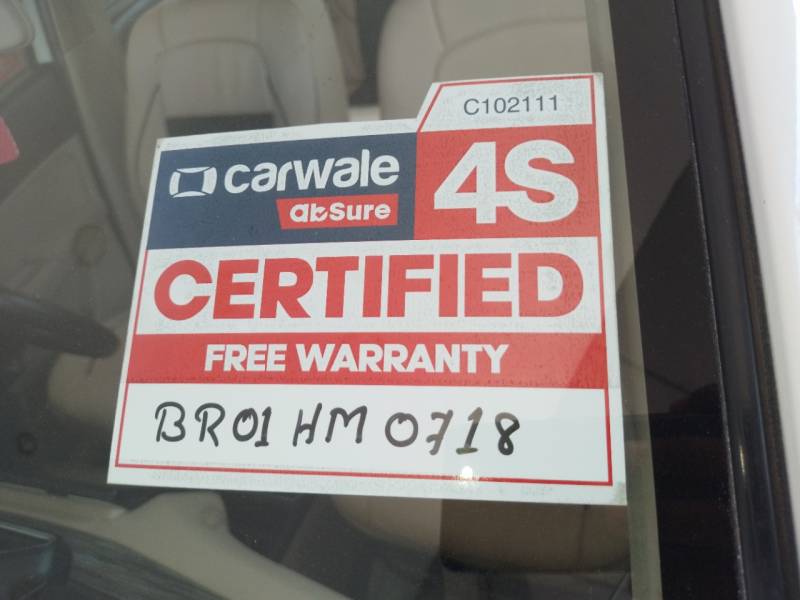 C102111
carwale 4S
abSure
CERTIFIED
FREE WARRANTY
BR01 HM 0718